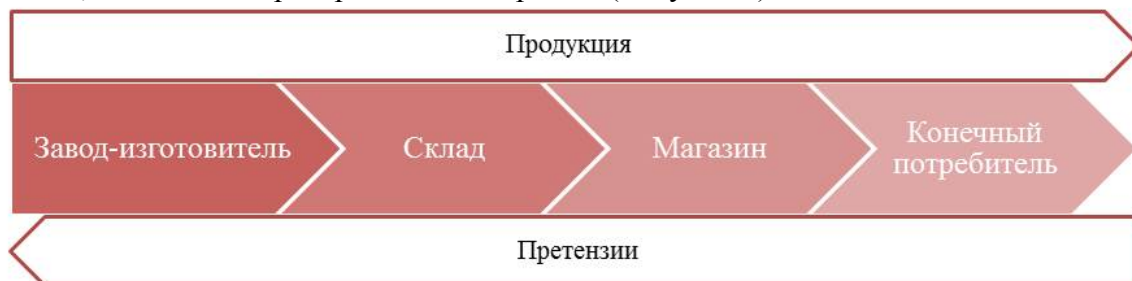 Продукция
Завод-изготовитель
Склад
Магазин
Конечный
потребитель
Претензии